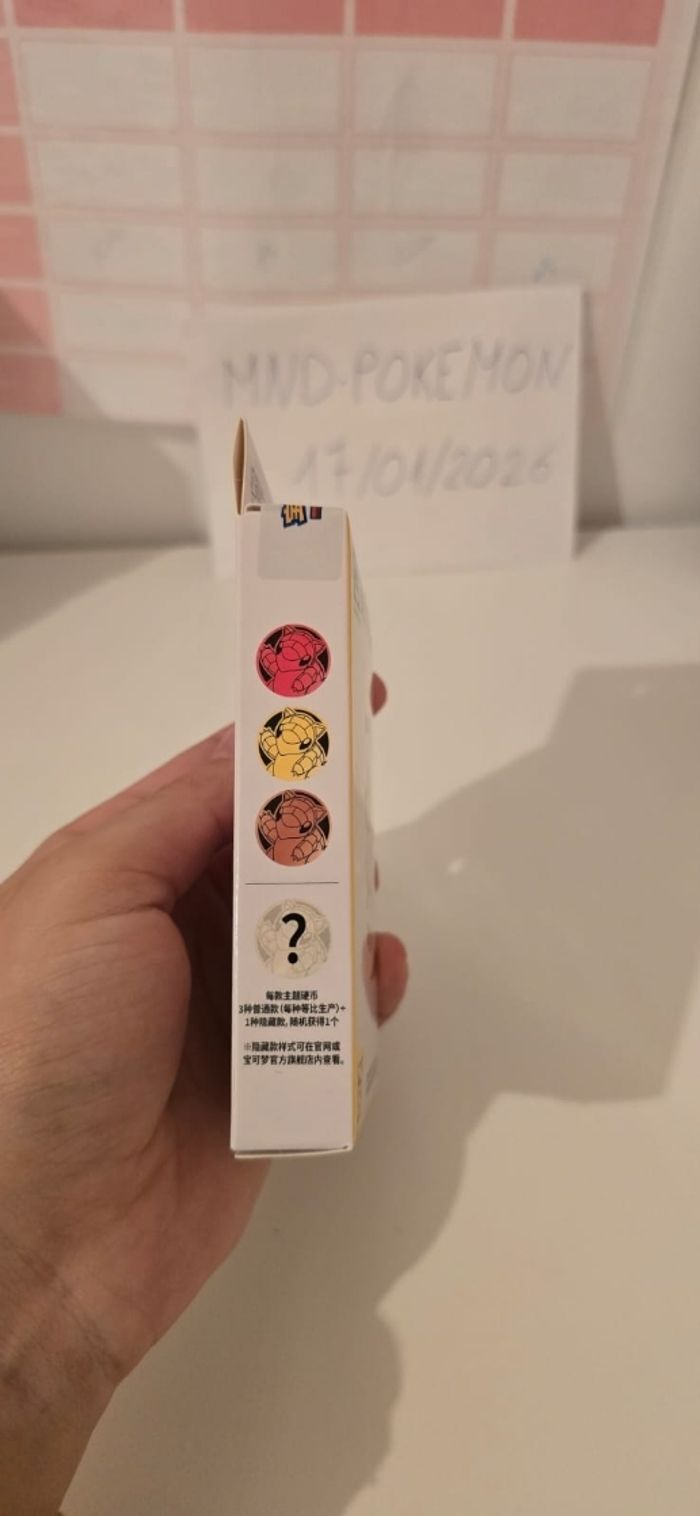 MND-POKEMON
17/01/2026
?
每款主题硬币
3种普通款(每种等比生产)+
1种隐藏款,随机获得1个
※隐藏款样式可在官网或
宝可梦官方旗舰店内查看。